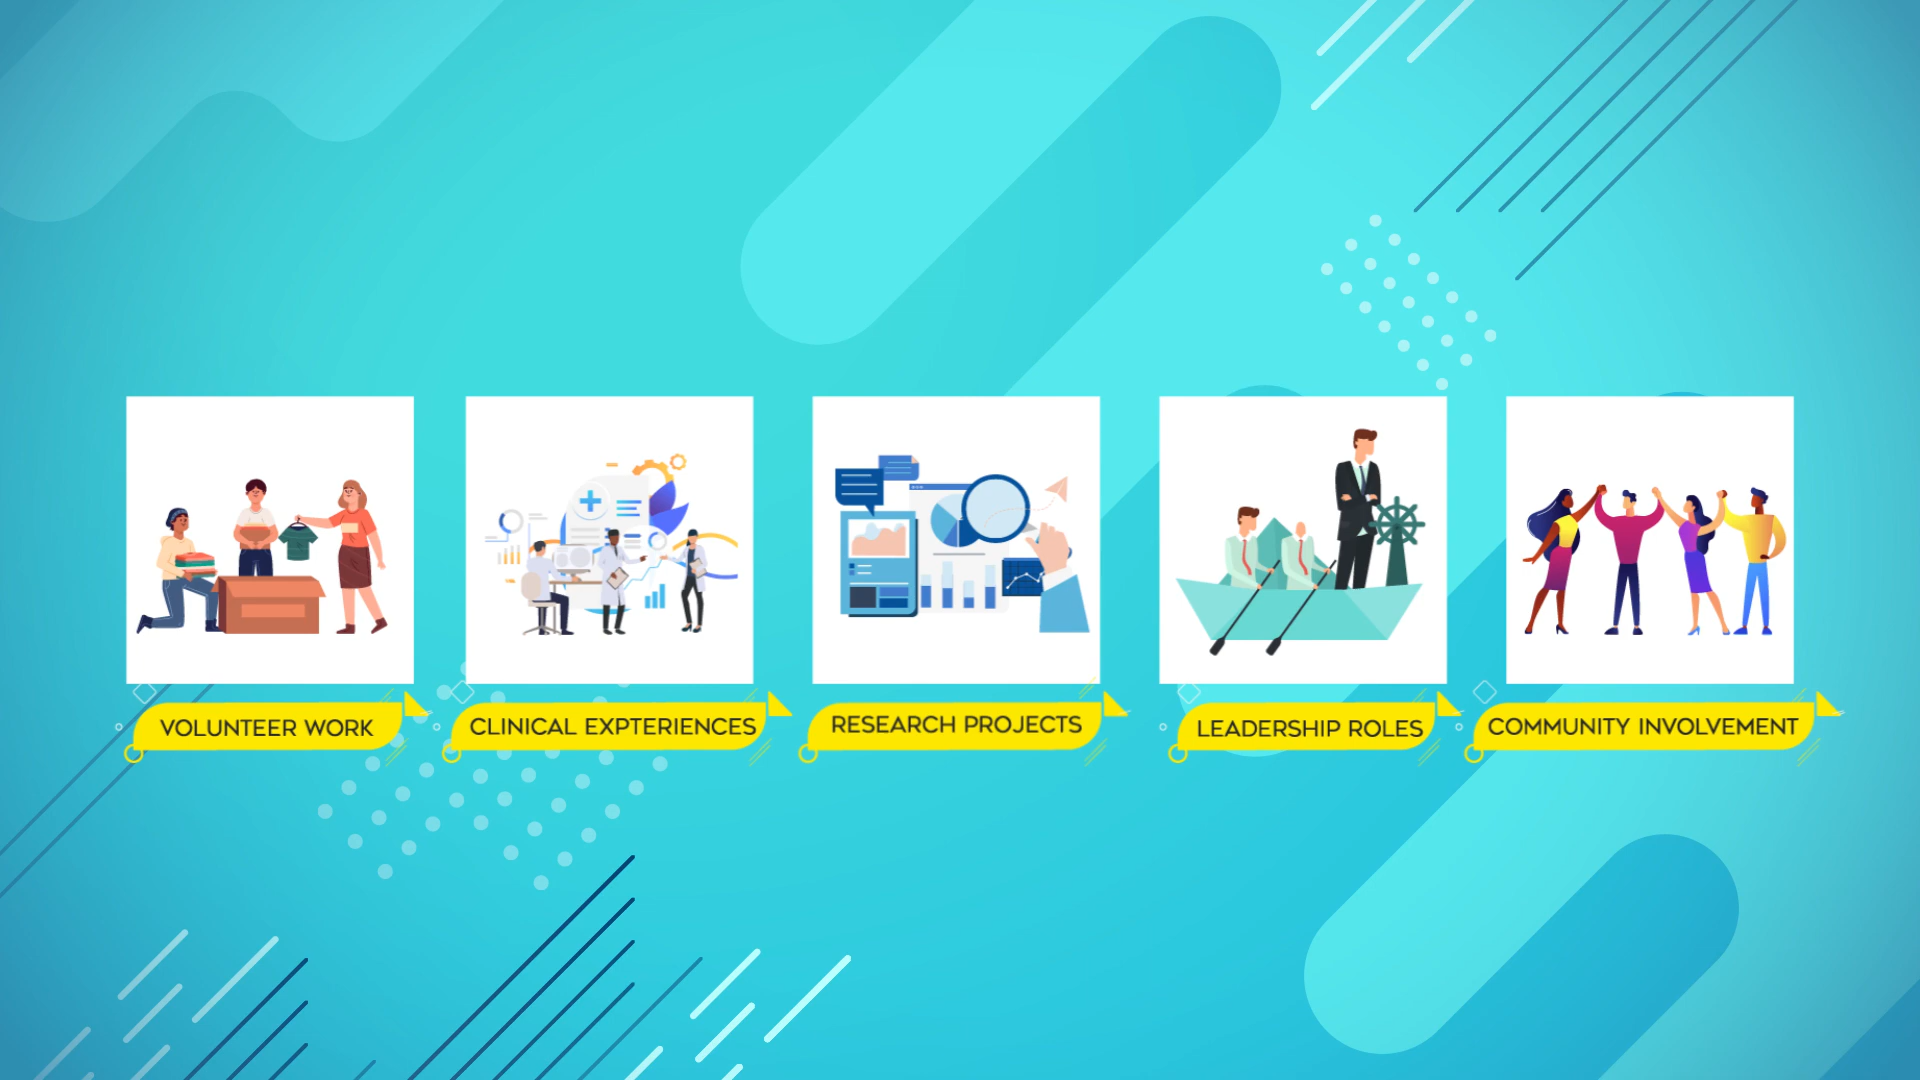 VOLUNTEER WORK
CLINICAL EXPTERIENCES
RESEARCH PROJECTS
LEADERSHIP ROLES
COMMUNITY INVOLVEMENT